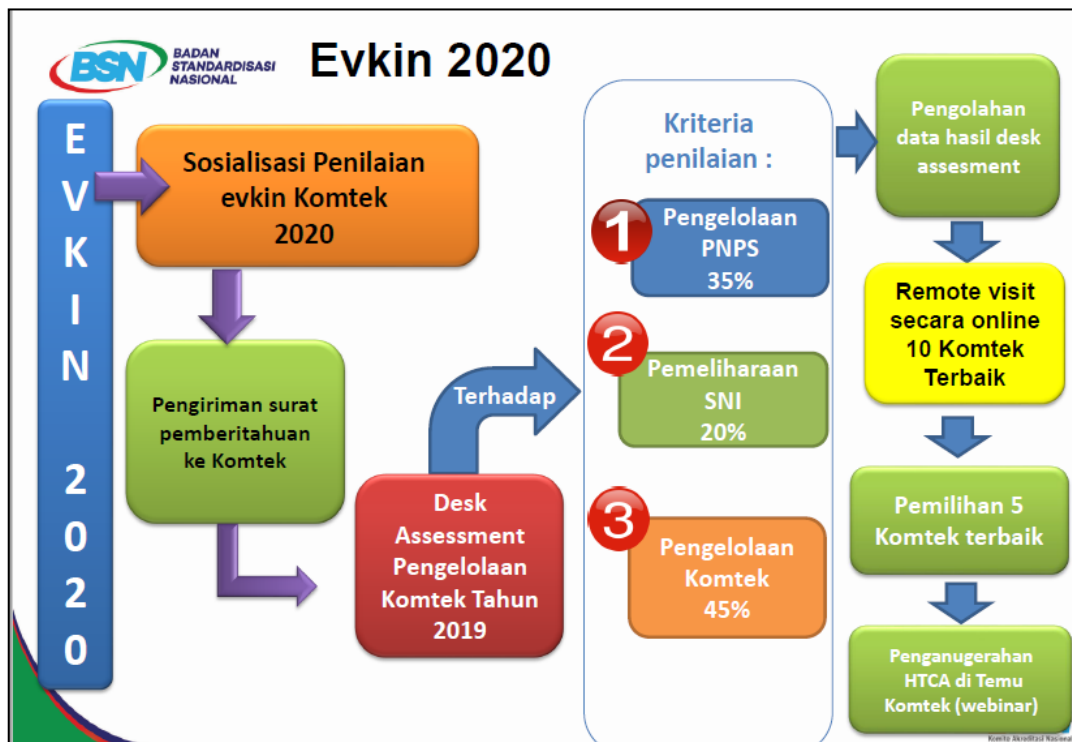 BSN
BADAN
STANDARDISASI
NASIONAL
Evkin 2020
E
V
K
I
N
2
0
2
0
Sosialisasi Penilaian
evkin Komtek
2020
Pengiriman surat
pemberitahuan
ke Komtek
Desk
Assessment
Pengelolaan
Komtek Tahun
2019
Terhadap
Kriteria
penilaian :
1
Pengelolaan
PNPS
35%
2
Pemeliharaan
SNI
20%
3
Pengelolaan
Komtek
45%
Pengolahan
data hasil desk
assesment
Remote visit
secara online
10 Komtek
Terbaik
Pemilihan 5
Komtek terbaik
Penganugerahan
HTCA di Temu
Komtek (webinar)
Komite Akreditasi Nasional